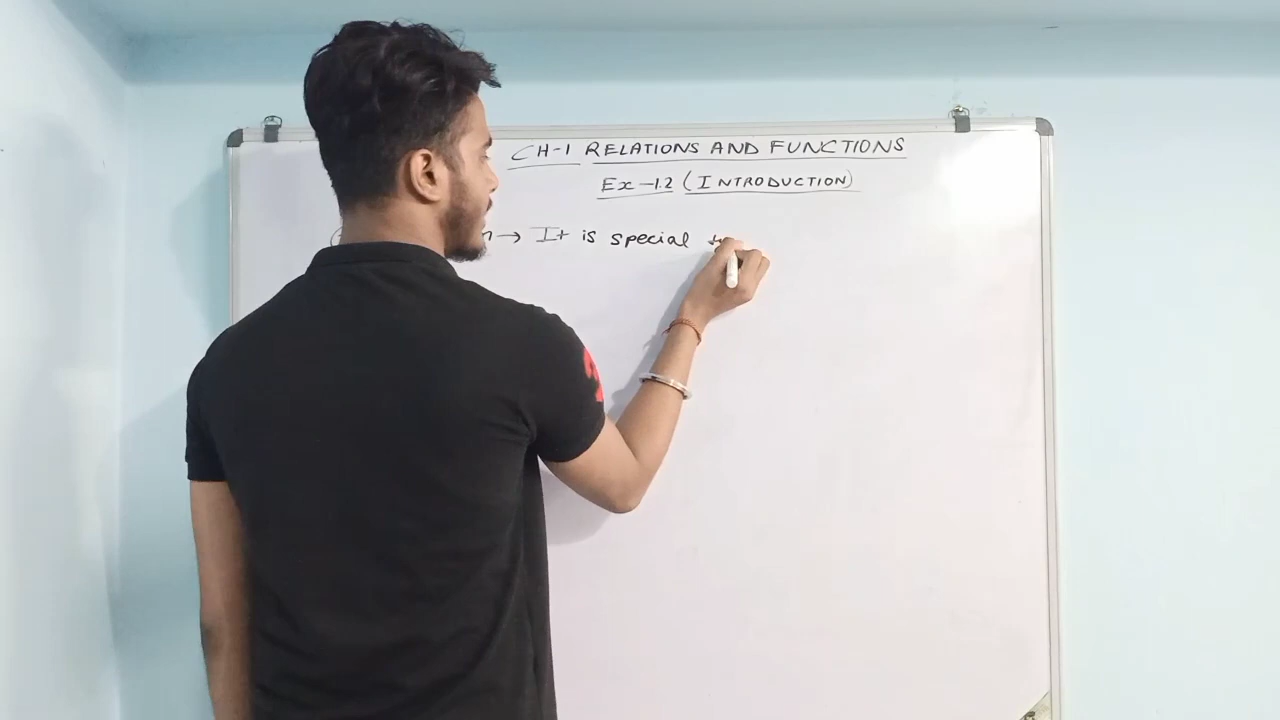 CH-1 RELATIONS AND FUNCTIONS
Ex-1.2 (INTRODUCTION)
→ It is special